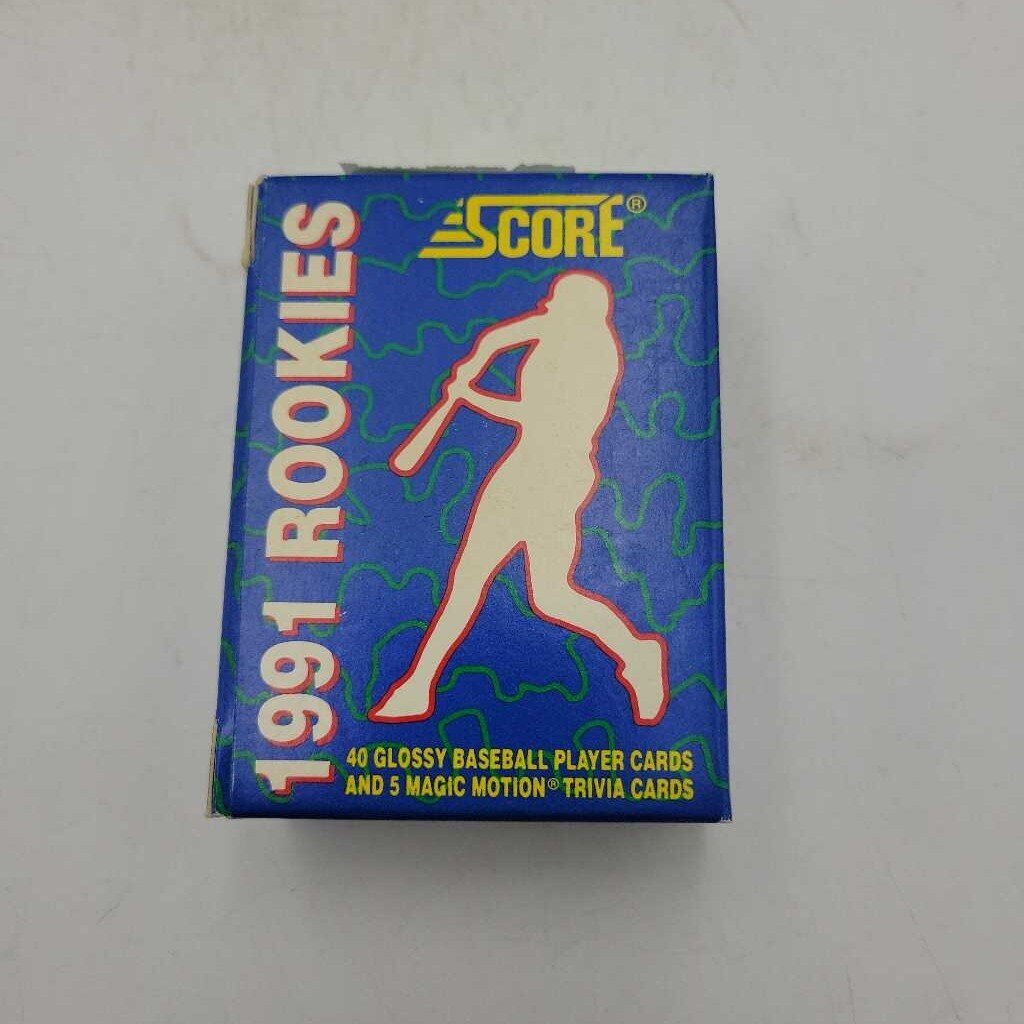 SCORE®
1991 ROOKIES
40 GLOSSY BASEBALL PLAYER CARDS
AND 5 MAGIC MOTION® TRIVIA CARDS